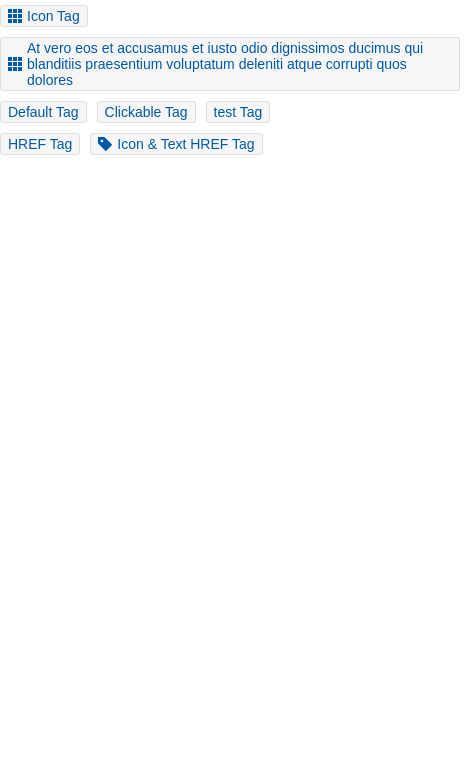 Icon Tag
At vero eos et accusamus et iusto odio dignissimos ducimus qui
blanditiis praesentium voluptatum deleniti atque corrupti quos
dolores
Default Tag Clickable Tag test Tag
HREF Tag Icon & Text HREF Tag